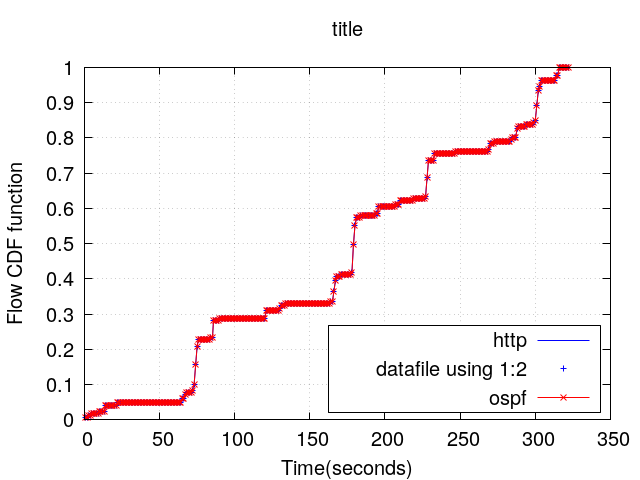 title
Flow CDF function
1
0.9
0.8
0.7
0.6
0.5
0.4
0.3
0.2
0.1
0
http
datafile using 1:2
ospf
0 50 100 150 200 250 300 350
Time(seconds)